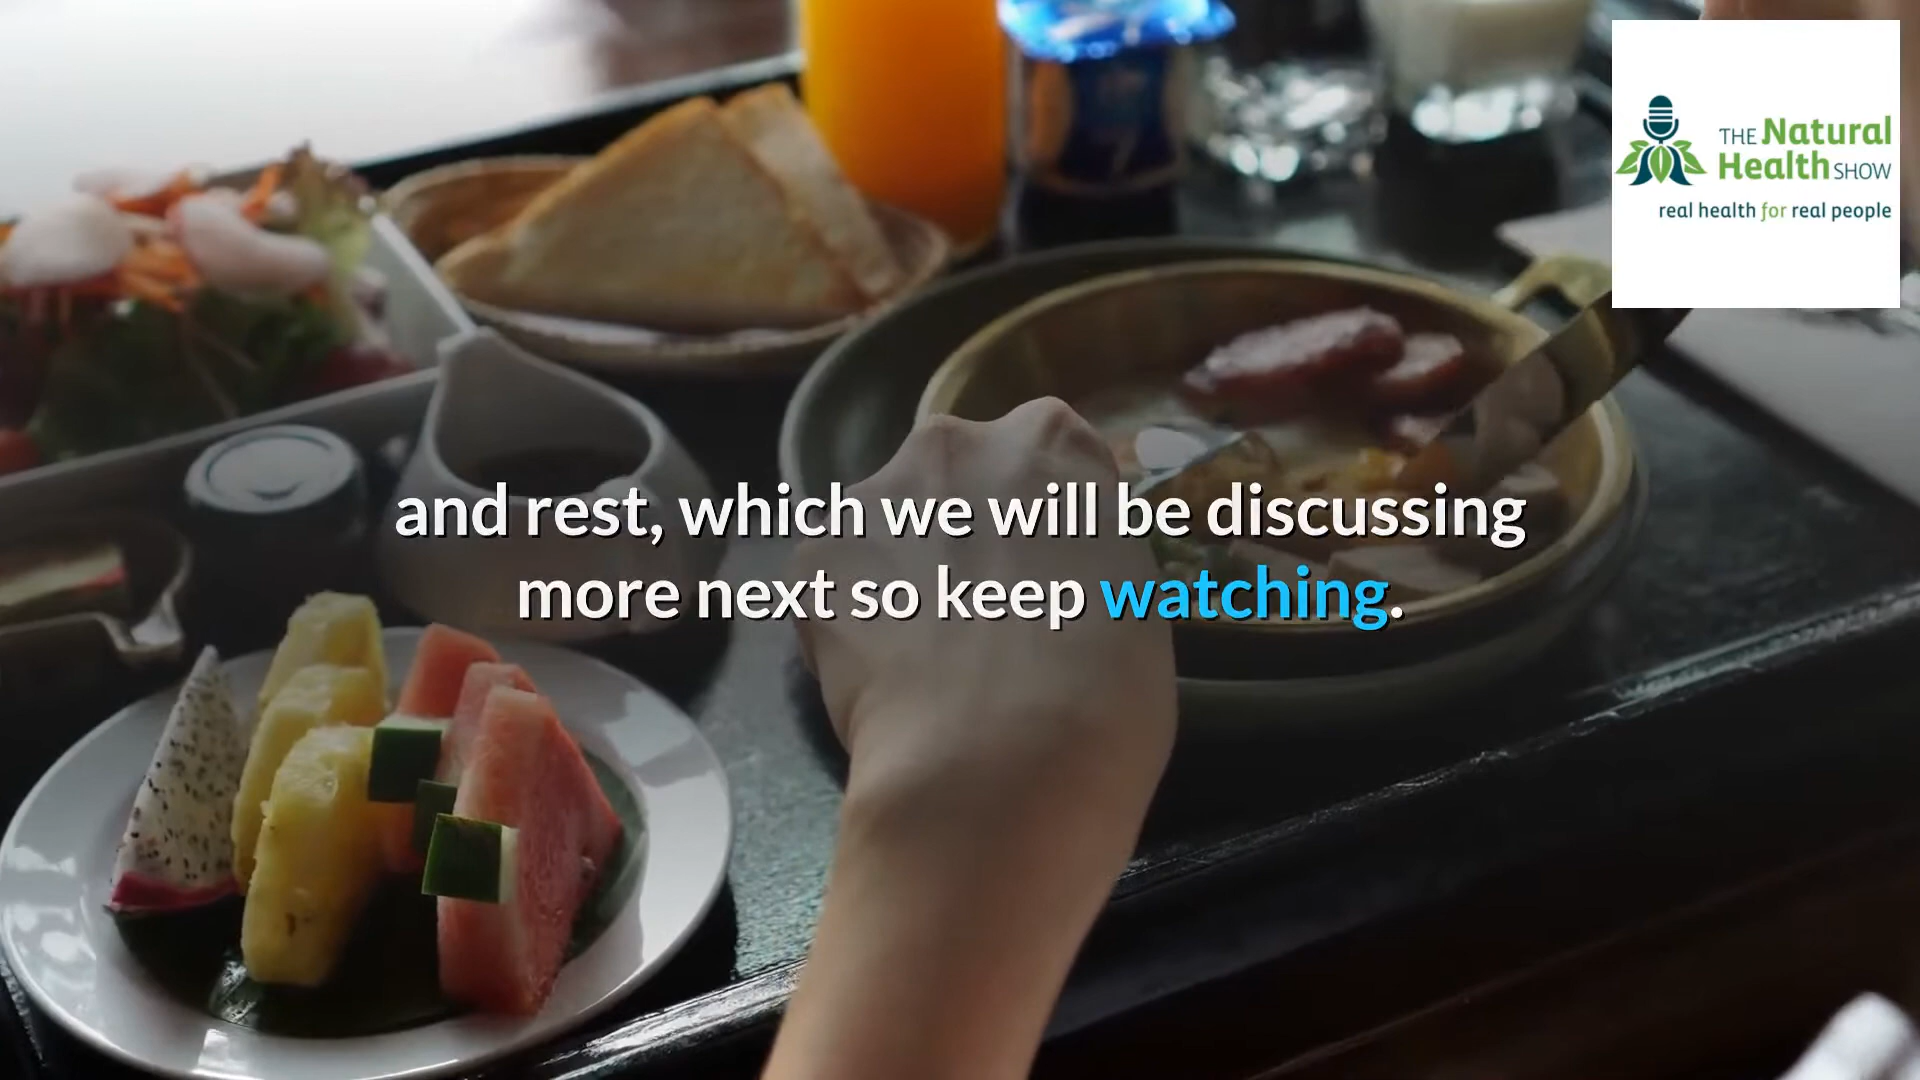 THE Natural
Health SHOW
real health for real people
and rest, which we will be discussing
more next so keep watching.